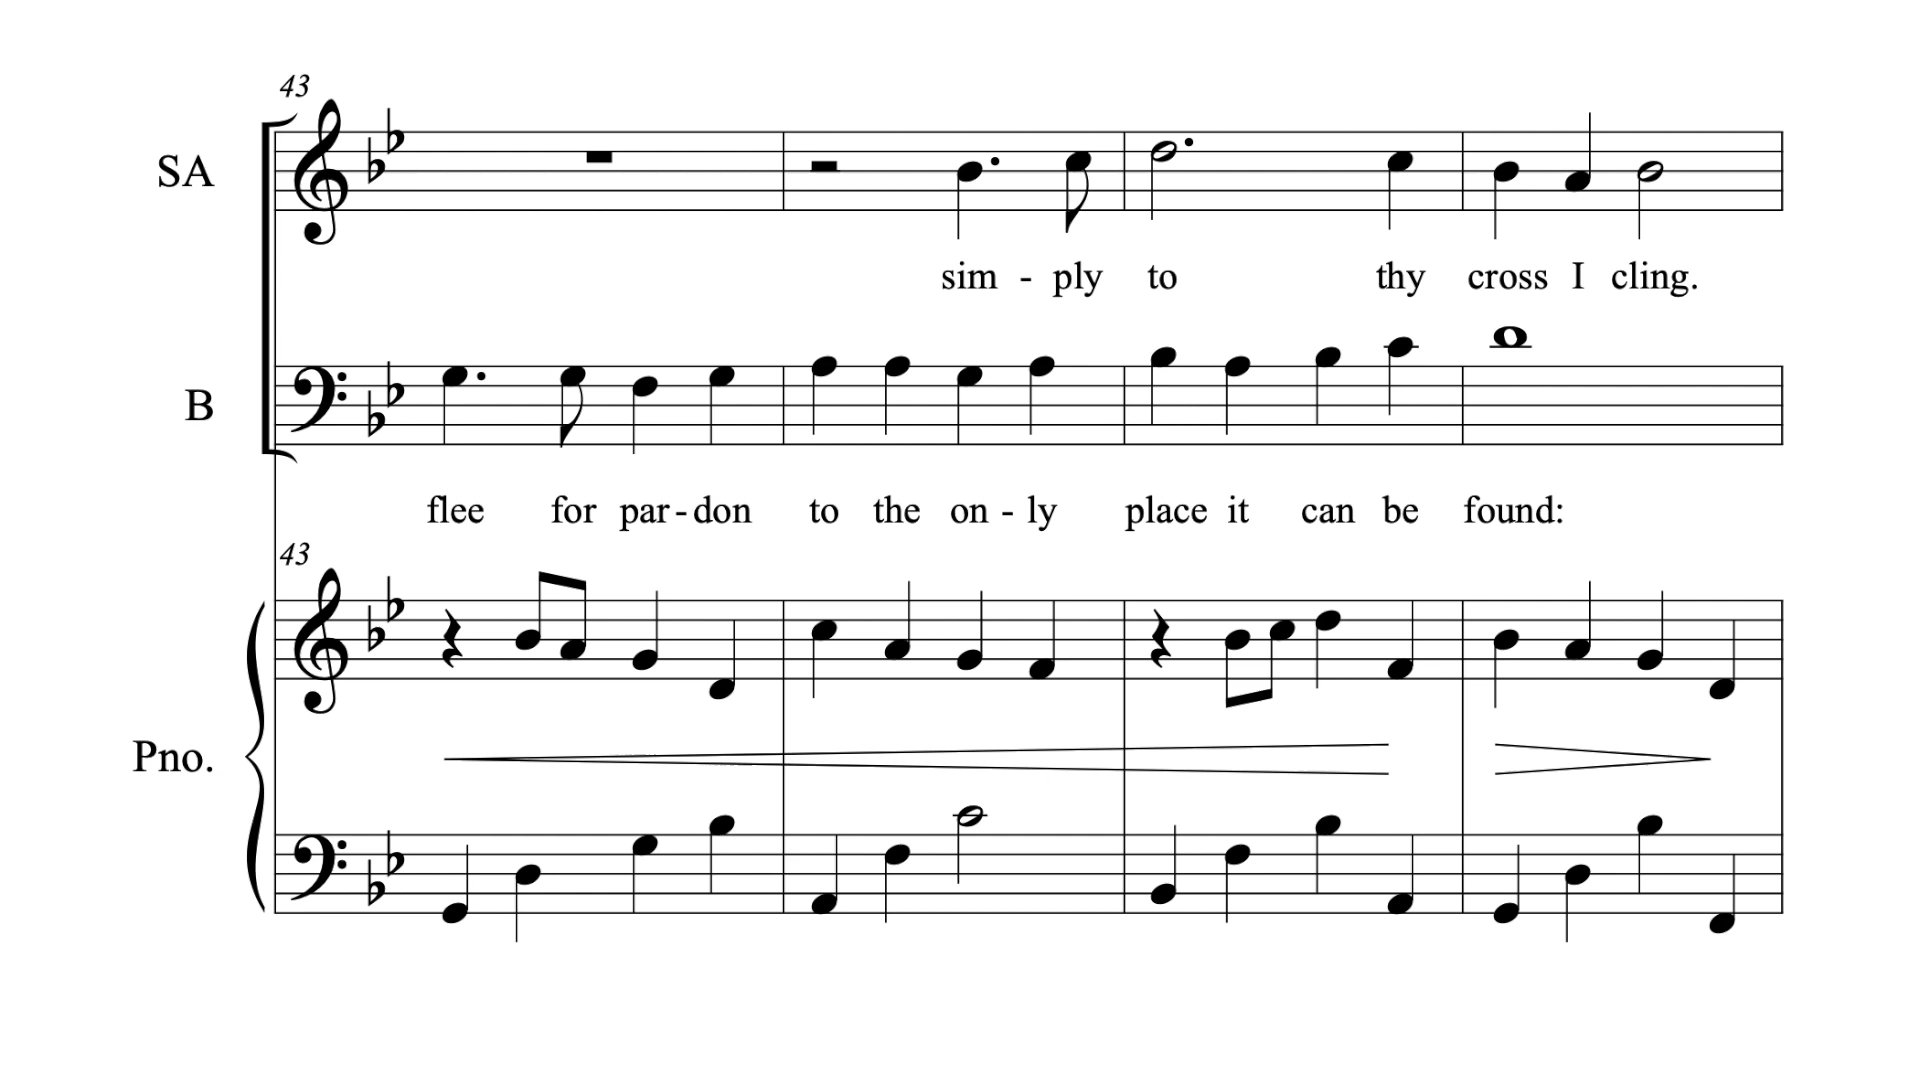 43
SA
sim - ply to thy cross I cling.
B
flee for par - don to the on - ly place it can be found:
43
Pno.